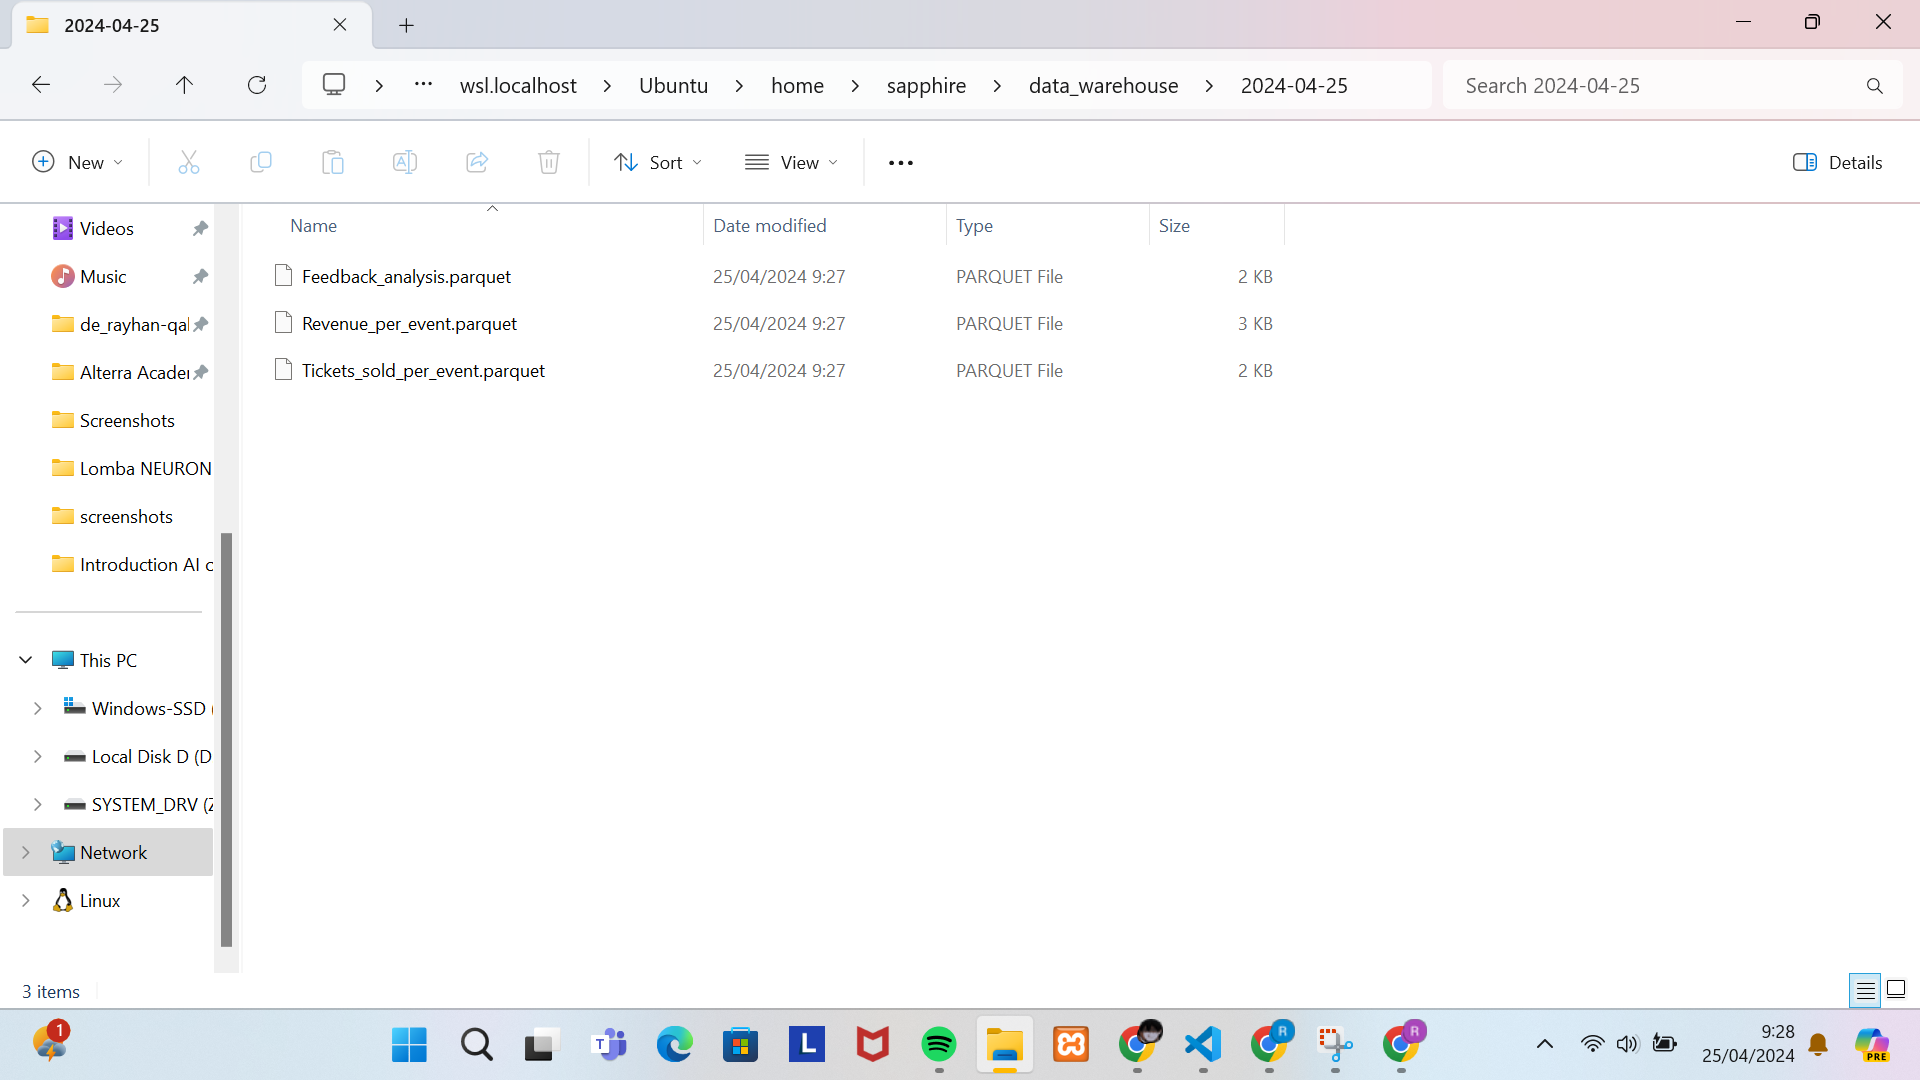 2024-04-25
wsl.localhost Ubuntu home sapphire data_warehouse 2024-04-25
Search 2024-04-25
New Sort View Details
Name Date modified Type Size
Feedback_analysis.parquet 25/04/2024 9:27 PARQUET File 2 KB
Revenue_per_event.parquet 25/04/2024 9:27 PARQUET File 3 KB
Tickets_sold_per_event.parquet 25/04/2024 9:27 PARQUET File 2 KB
Videos
Music
de_rayhan-qal
Alterra Acader
Screenshots
Lomba NEURON
screenshots
Introduction AI c
This PC
Windows-SSD (
Local Disk D (D
SYSTEM_DRV (Z
Network
Linux
3 items
1
T
L
R
R
9:28
25/04/2024
PRE